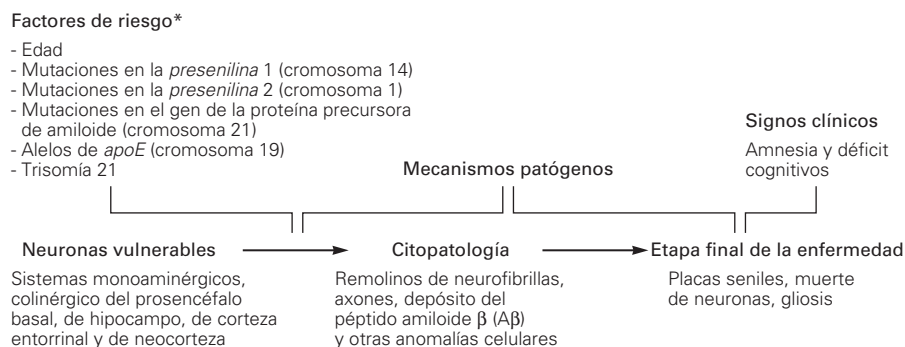 Factores de riesgo*
- Edad
- Mutaciones en la presenilina 1 (cromosoma 14)
- Mutaciones en la presenilina 2 (cromosoma 1)
- Mutaciones en el gen de la proteína precursora
de amiloide (cromosoma 21)
- Alelos de apoE (cromosoma 19)
- Trisomía 21
Mecanismos patógenos
Signos clínicos
Amnesia y déficit
cognitivos
Neuronas vulnerables
Sistemas monoaminérgicos,
colinérgico del prosencéfalo
basal, de hipocampo, de corteza
entorrinal y de neocorteza
Citopatología
Remolinos de neurofibrillas,
axones, depósito del
péptido amiloide β (Aβ)
y otras anomalías celulares
Etapa final de la enfermedad
Placas seniles, muerte
de neuronas, gliosis